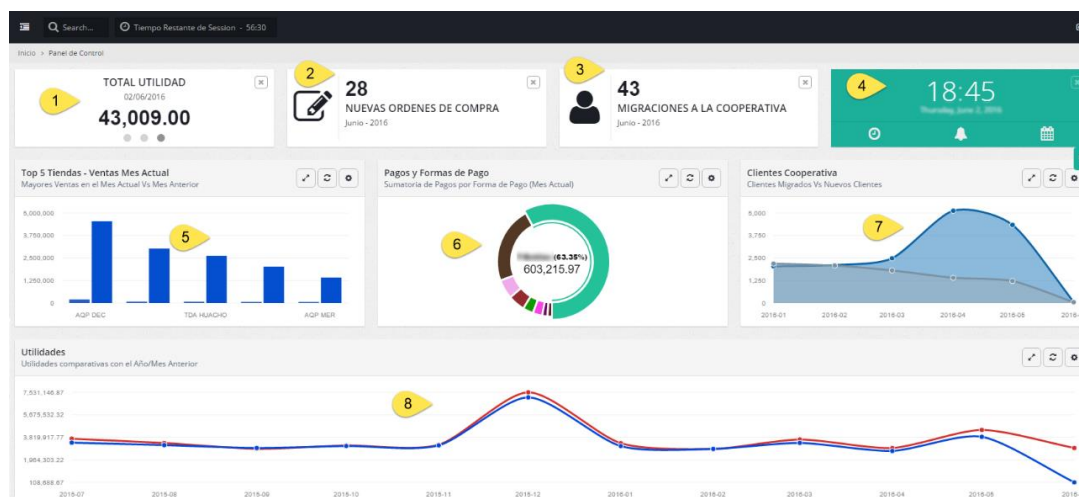 Search...
Tiempo Restante de Session - 56:30
Inicio > Panel de Control
1
TOTAL UTILIDAD
02/06/2016
43,009.00
2
28
NUEVAS ORDENES DE COMPRA
Junio - 2016
3
43
MIGRACIONES A LA COOPERATIVA
Junio - 2016
4
18:45
Thursday, June 2, 2016
Top 5 Tiendas - Ventas Mes Actual
Mayores Ventas en el Mes Actual Vs Mes Anterior
5,000,000
3,750,000
2,500,000
1,250,000
0
5
AQP DEC
TDA HUACHO
AQP MER
Pagos y Formas de Pago
Sumatoria de Pagos por Forma de Pago (Mes Actual)
6
(63.35%)
603,215.97
Clientes Cooperativa
Clientes Migrados Vs Nuevos Clientes
5,000
3,750
2,500
1,250
0
7
2016-01
2016-02
2016-03
2016-04
2016-05
2016-
Utilidades
Utilidades comparativas con el Año/Mes Anterior
7,531,146.87
5,675,532.32
3,819,917.77
1,964,303.22
108,688.67
8
2015-07
2015-08
2015-09
2015-10
2015-11
2015-12
2016-01
2016-02
2016-03
2016-04
2016-05
2016-